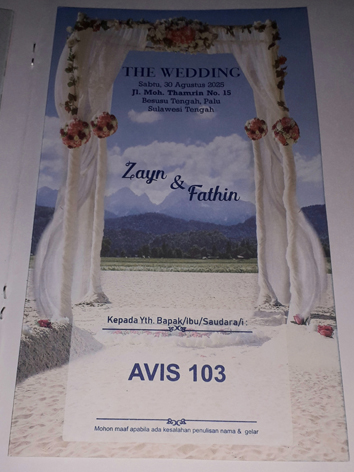 THE WEDDING
Sabtu, 30 Agustus 2025
Jl. Moh. Thamrin No. 15
Besusu Tengah, Palu
Sulawesi Tengah
Zayn
& Fathin
Kepada Yth. Bapak/Ibu/Saudara/i :
AVIS 103
Mohon maaf apabila ada kesalahan penulisan nama & gelar